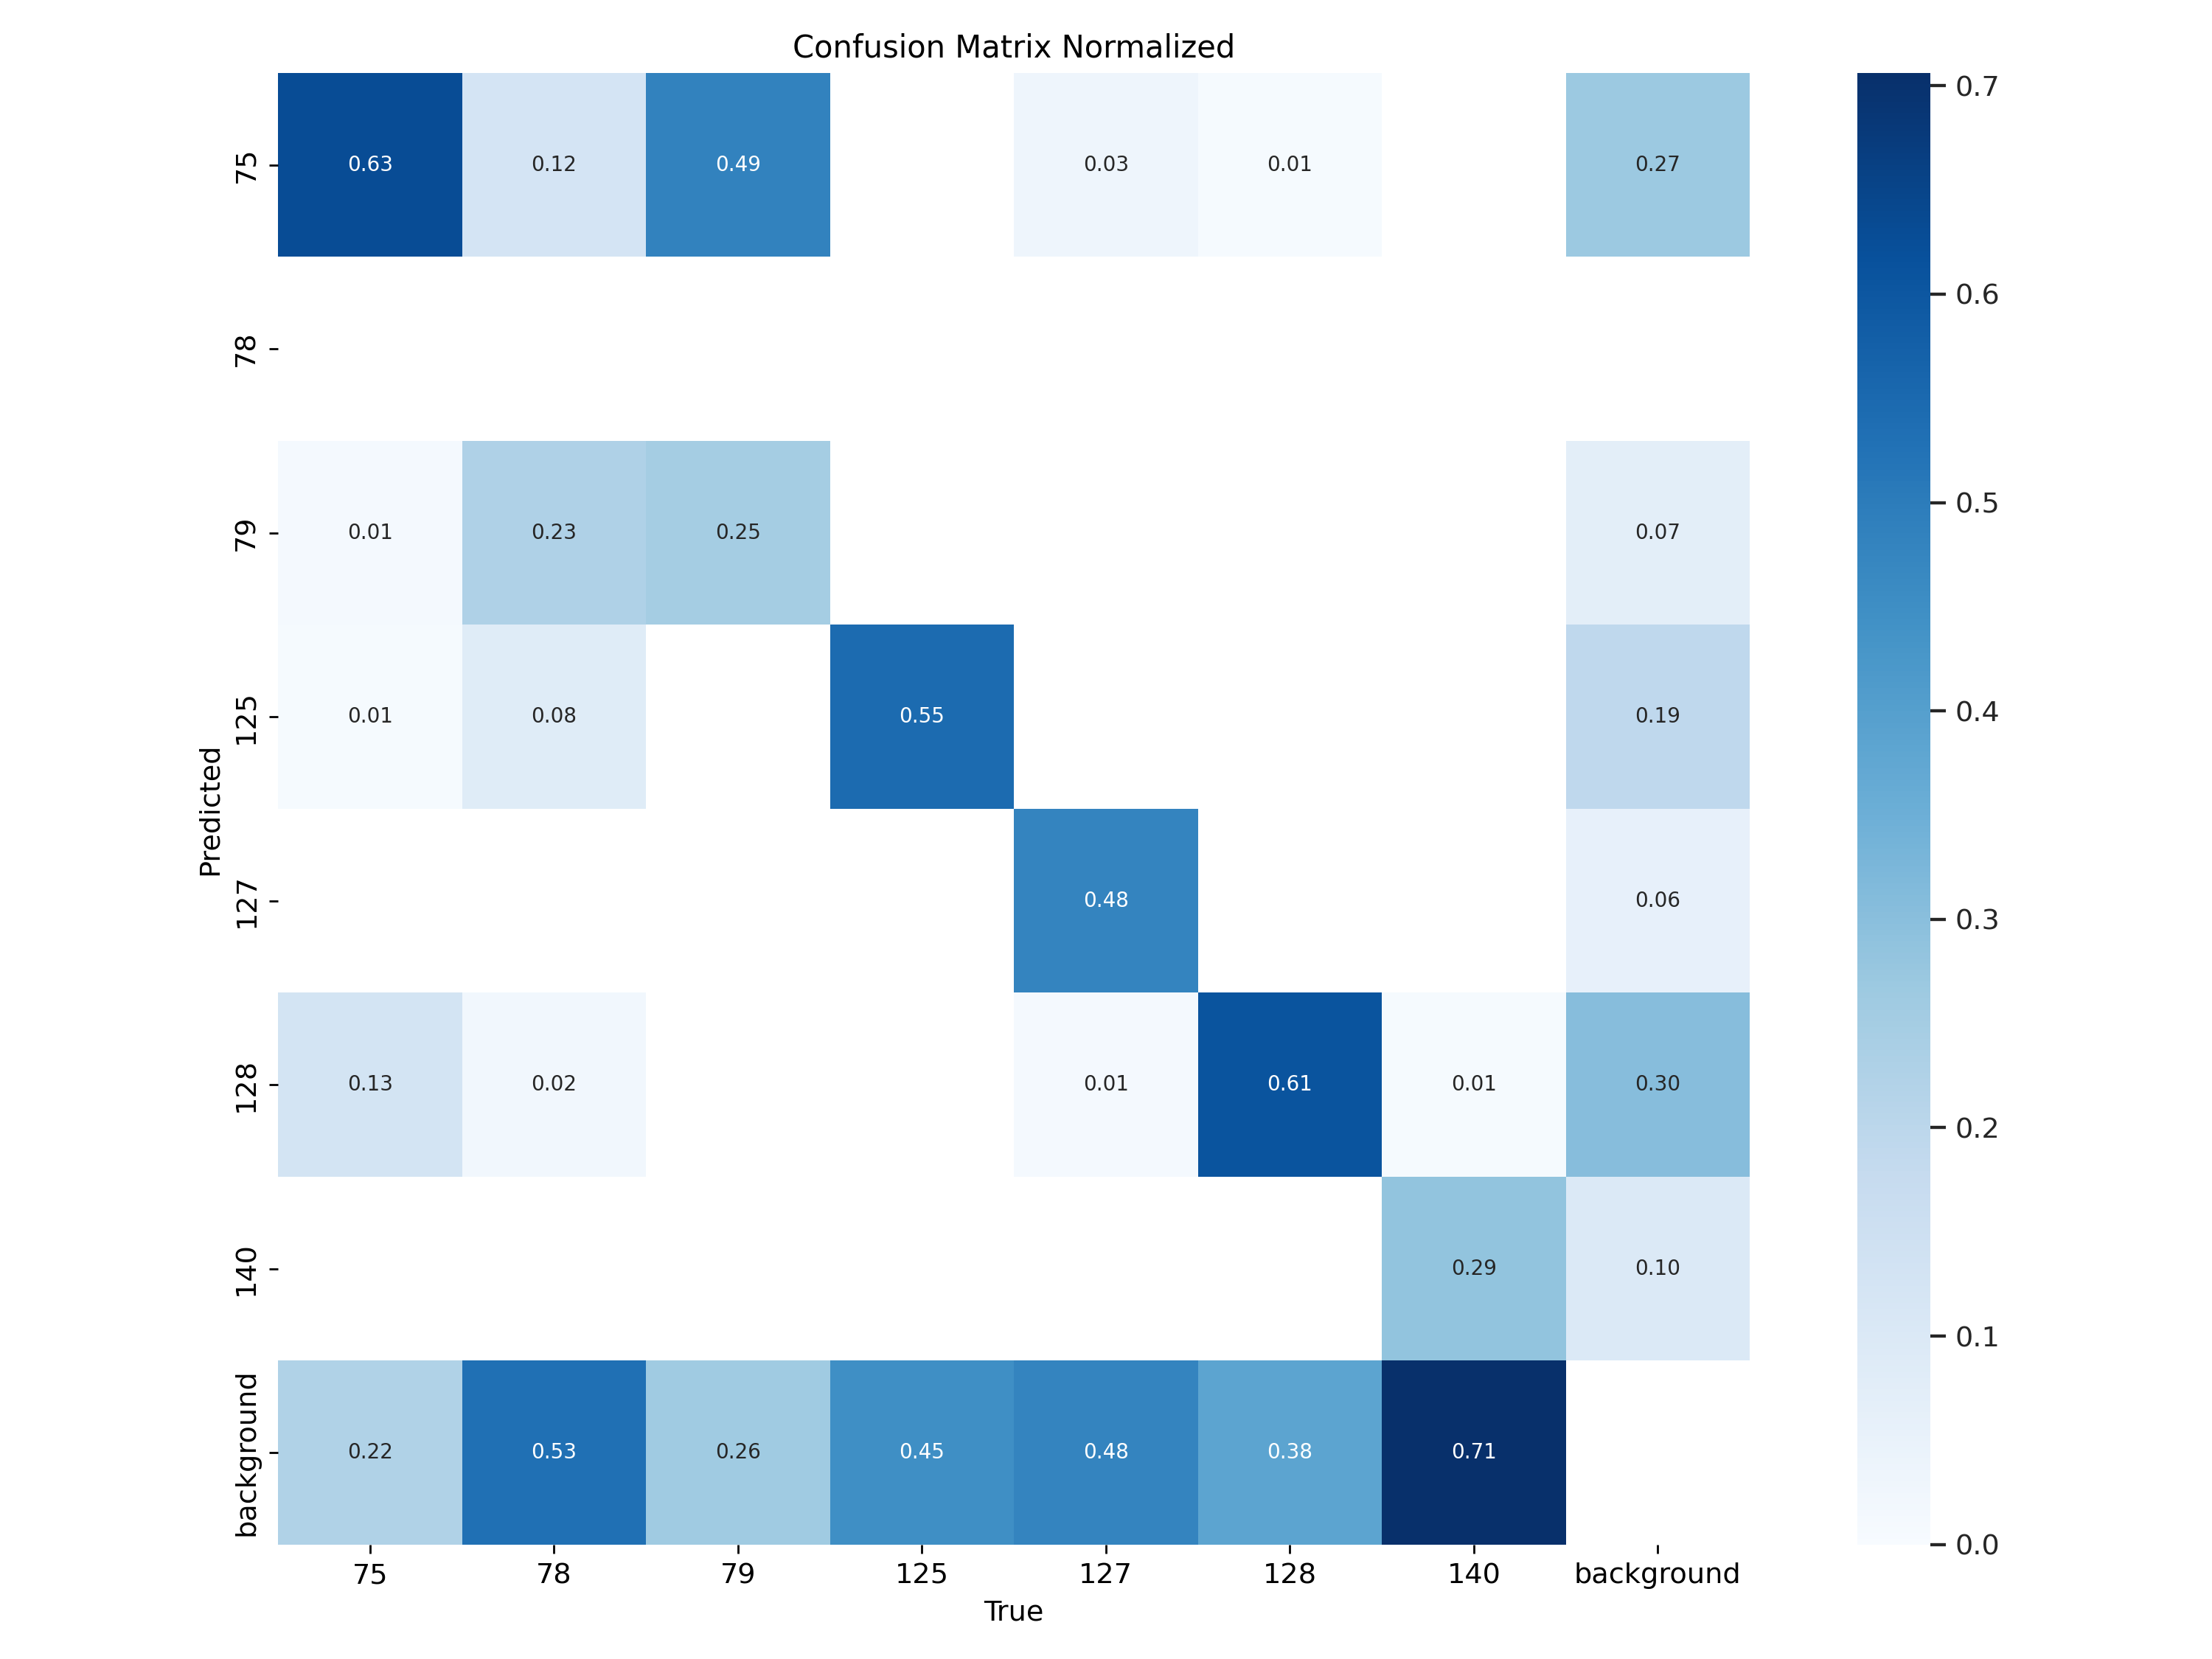 Confusion Matrix Normalized
75 0.63 0.12 0.49 0.03 0.01 0.27
78
79 0.01 0.23 0.25 0.07
125 0.01 0.08 0.55 0.19
127 0.48 0.06
128 0.13 0.02 0.01 0.61 0.01 0.30
140 0.29 0.10
background 0.22 0.53 0.26 0.45 0.48 0.38 0.71
75 78 79 125 127 128 140 background
True
Predicted
0.7
0.6
0.5
0.4
0.3
0.2
0.1
0.0